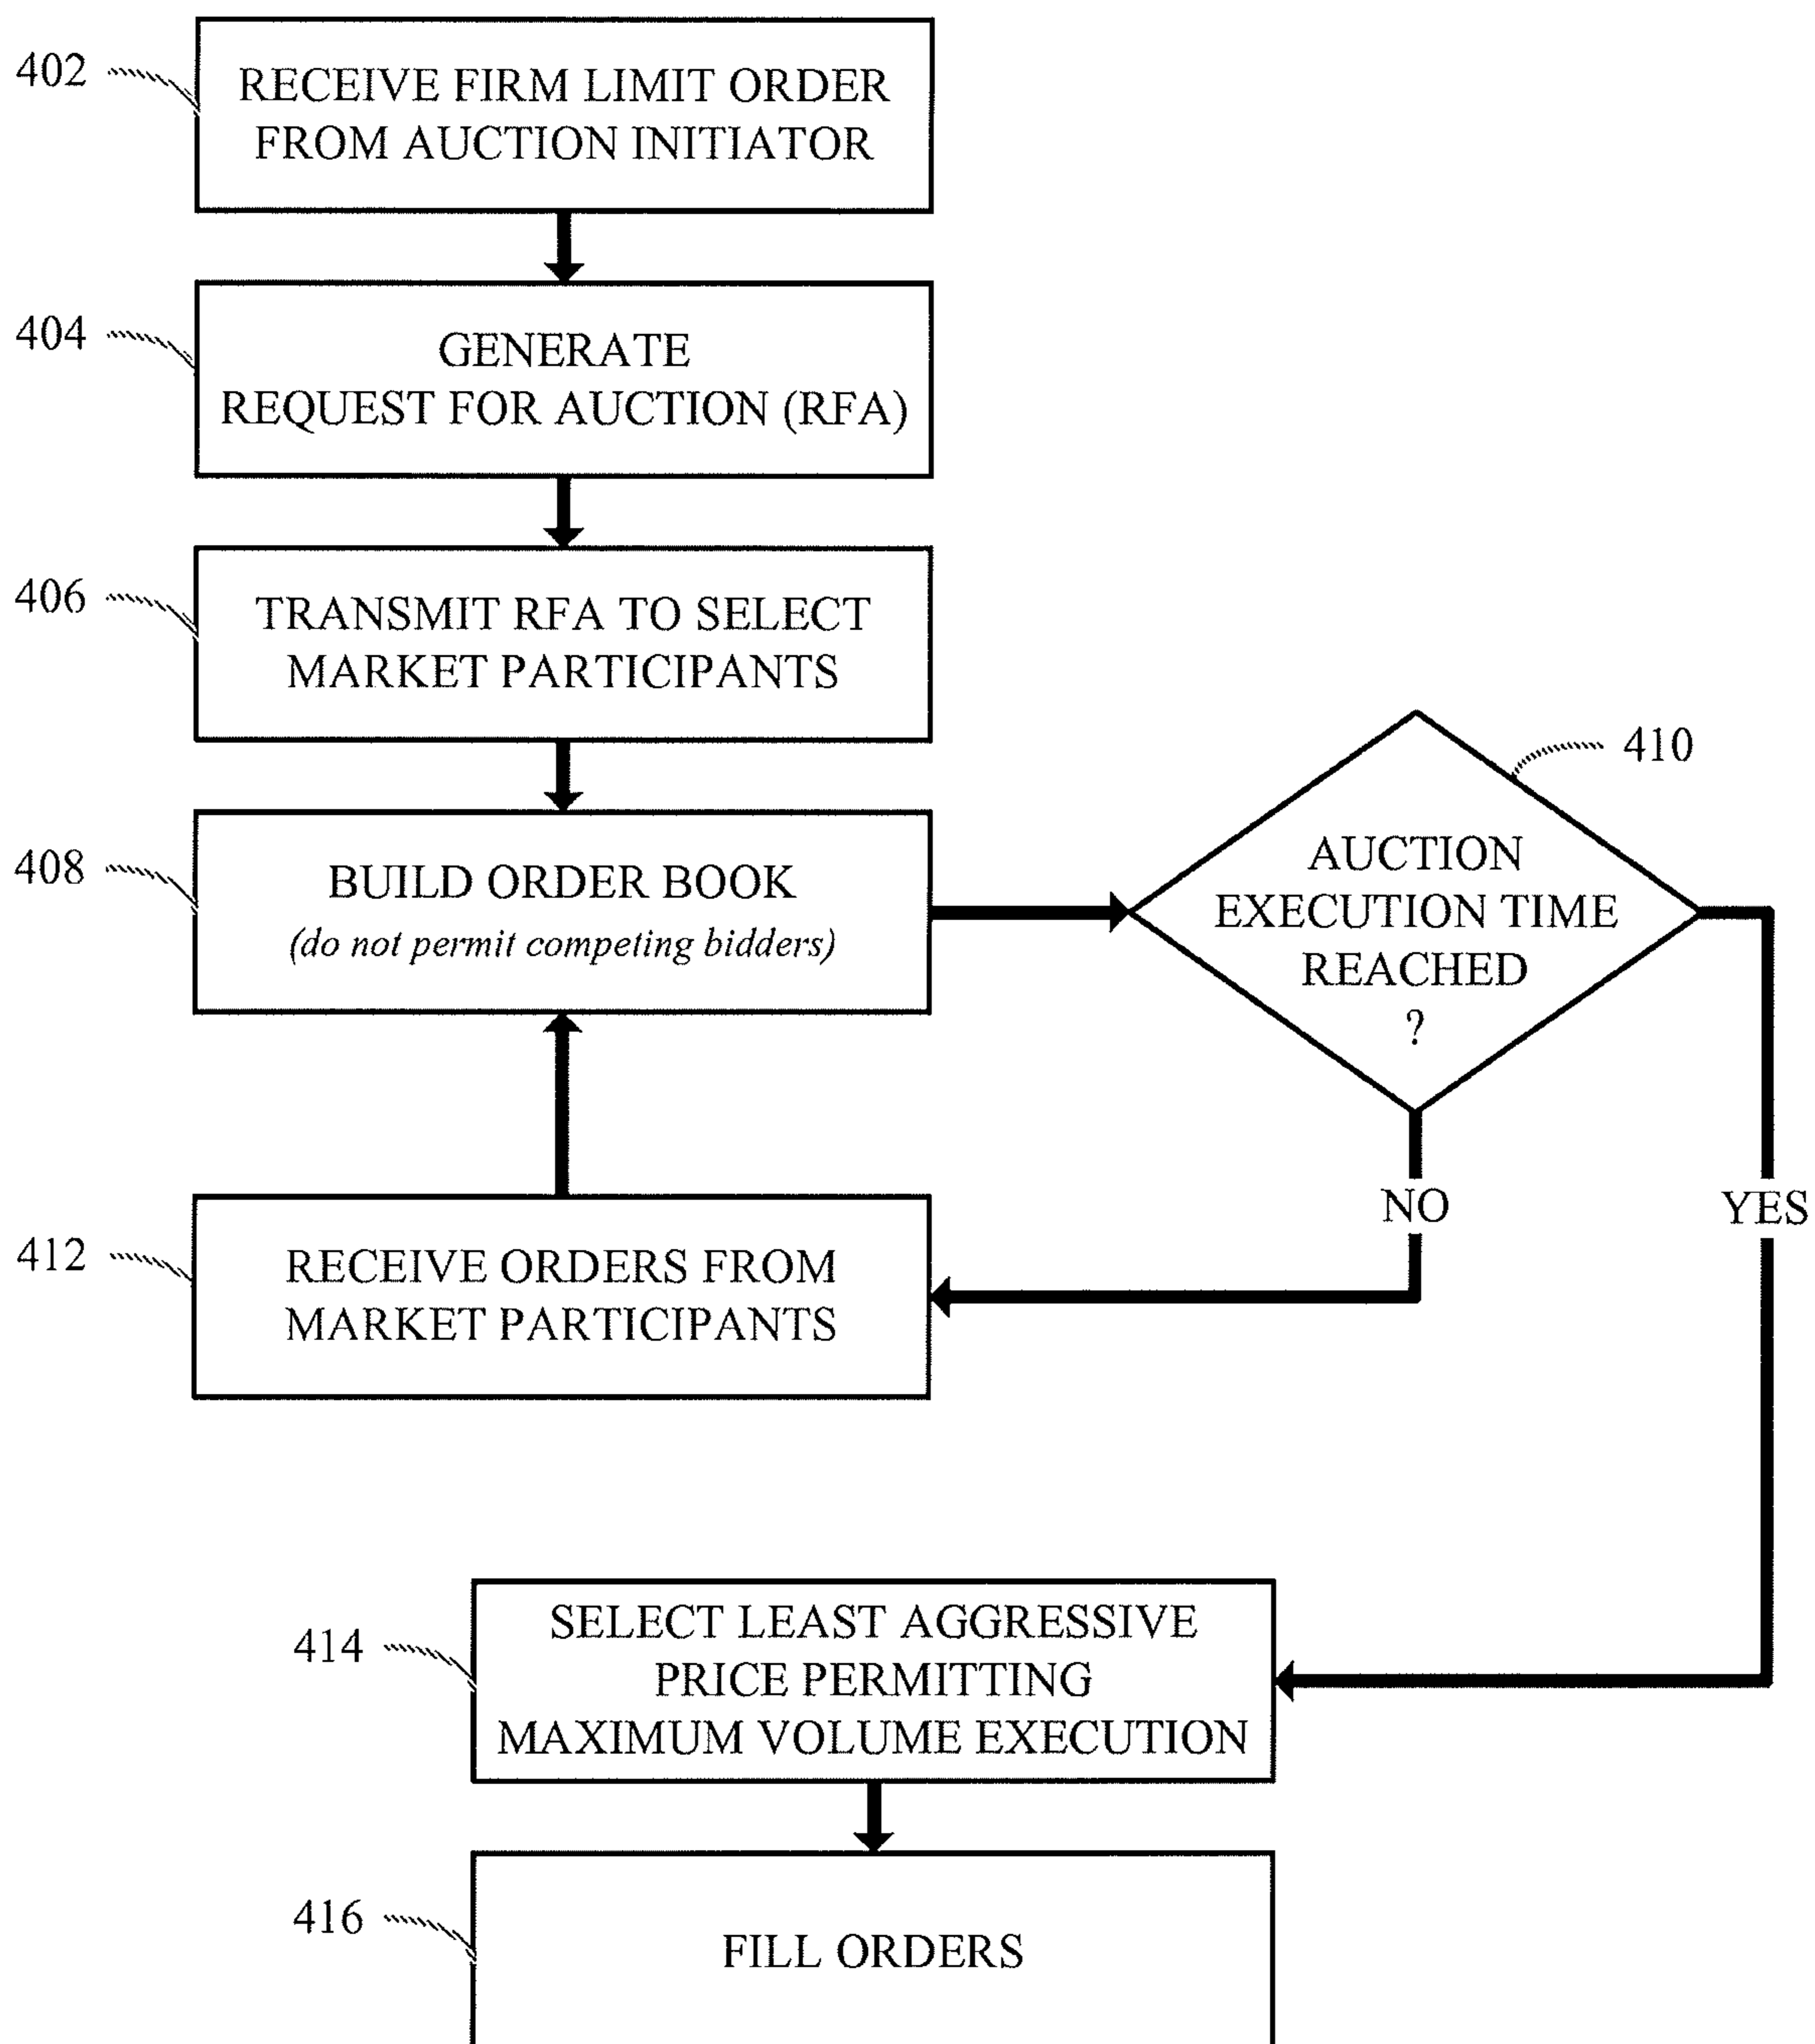 402
RECEIVE FIRM LIMIT ORDER
FROM AUCTION INITIATOR
404
GENERATE
REQUEST FOR AUCTION (RFA)
406
TRANSMIT RFA TO SELECT
MARKET PARTICIPANTS
408
BUILD ORDER BOOK
(do not permit competing bidders)
410
AUCTION
EXECUTION TIME
REACHED
?
NO
YES
412
RECEIVE ORDERS FROM
MARKET PARTICIPANTS
414
SELECT LEAST AGGRESSIVE
PRICE PERMITTING
MAXIMUM VOLUME EXECUTION
416
FILL ORDERS